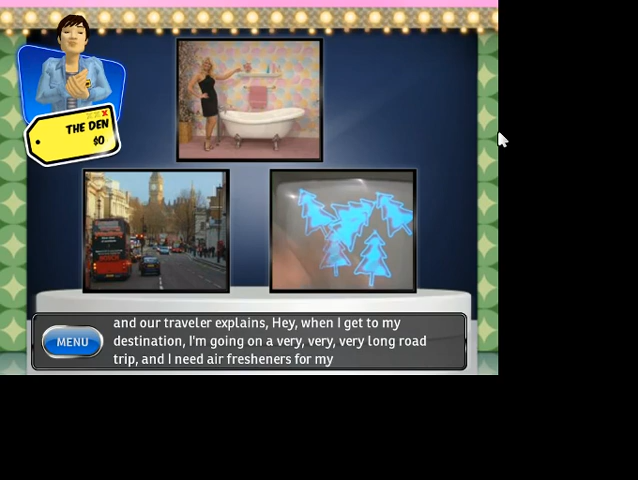 THE DEN
$0
MENU
and our traveler explains, Hey, when I get to my
destination, I'm going on a very, very, very long road
trip, and I need air fresheners for my